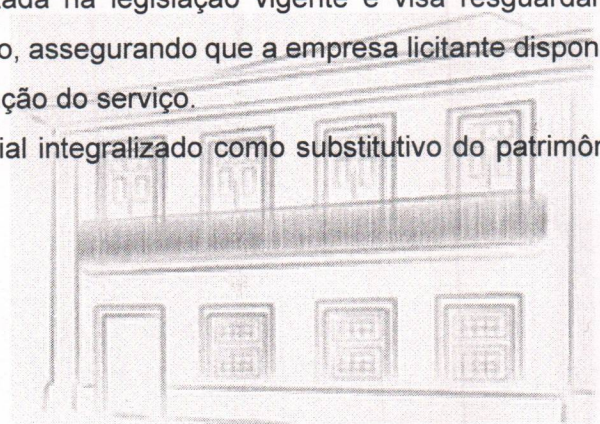 ada na legislação vigente e visa resguardar
o, assegurando que a empresa licitante dispon
ção do serviço.
ial integralizado como substitutivo do patrimôn